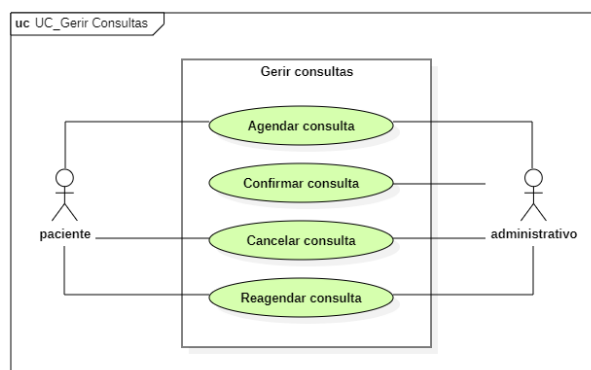 uc UC_Gerir Consultas
Gerir consultas
Agendar consulta
Confirmar consulta
paciente
administrativo
Cancelar consulta
Reagendar consulta